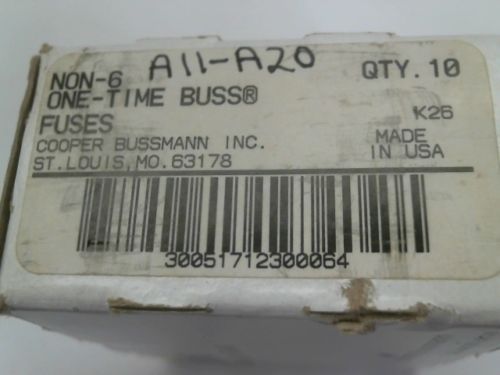 NON-6 A11-A20 QTY. 10
ONE-TIME BUSS®
FUSES K26
COOPER BUSSMANN INC. MADE
ST. LOUIS, MO. 63178 IN USA
30051712300064